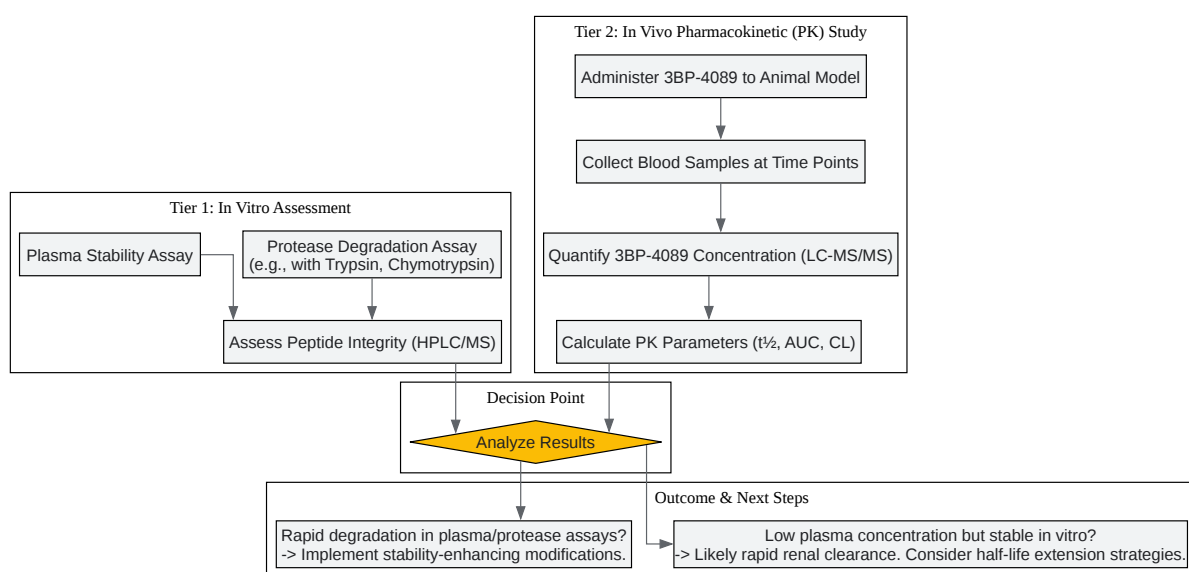 Tier 2: In Vivo Pharmacokinetic (PK) Study
Administer 3BP-4089 to Animal Model
Collect Blood Samples at Time Points
Quantify 3BP-4089 Concentration (LC-MS/MS)
Calculate PK Parameters (t½, AUC, CL)
Tier 1: In Vitro Assessment
Plasma Stability Assay
Protease Degradation Assay
(e.g., with Trypsin, Chymotrypsin)
Assess Peptide Integrity (HPLC/MS)
Decision Point
Analyze Results
Outcome & Next Steps
Rapid degradation in plasma/protease assays?
-> Implement stability-enhancing modifications.
Low plasma concentration but stable in vitro?
-> Likely rapid renal clearance. Consider half-life extension strategies.